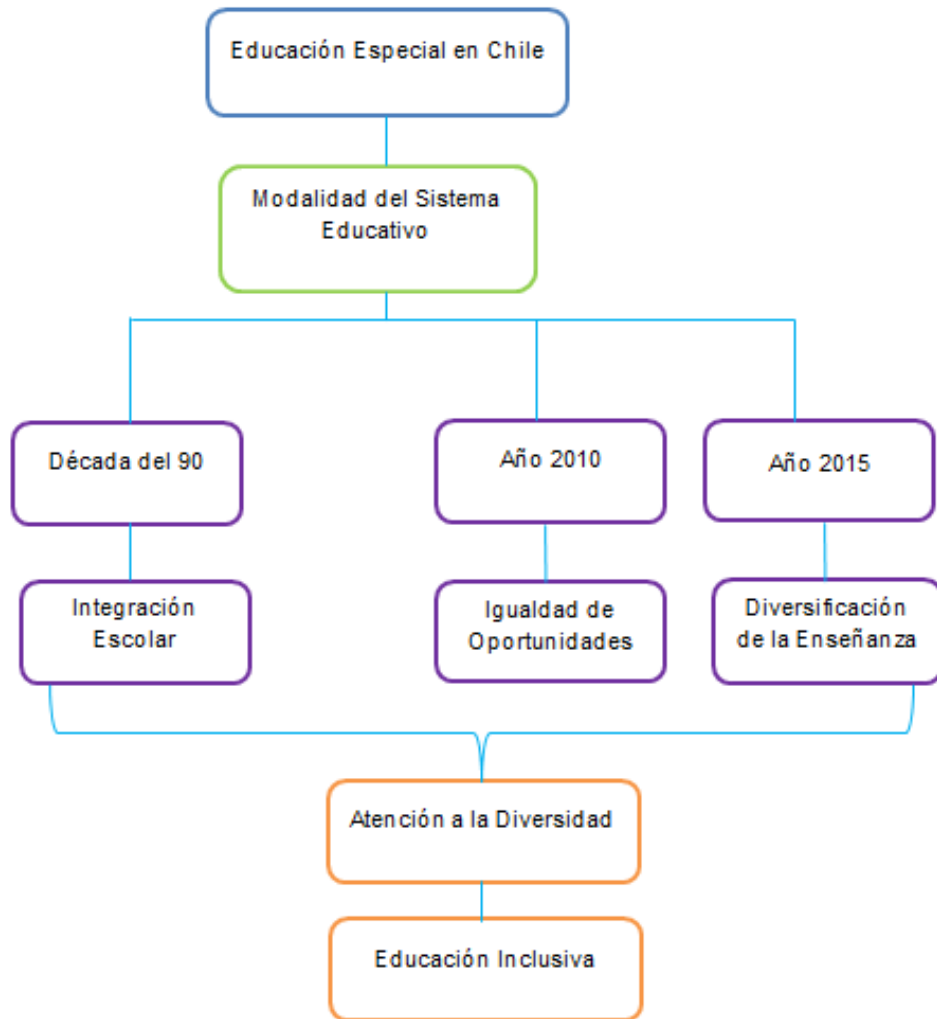 Educación Especial en Chile
Modalidad del Sistema
Educativo
Década del 90
Año 2010
Año 2015
Integración
Escolar
Igualdad de
Oportunidades
Diversificación
de la Enseñanza
Atención a la Diversidad
Educación Inclusiva